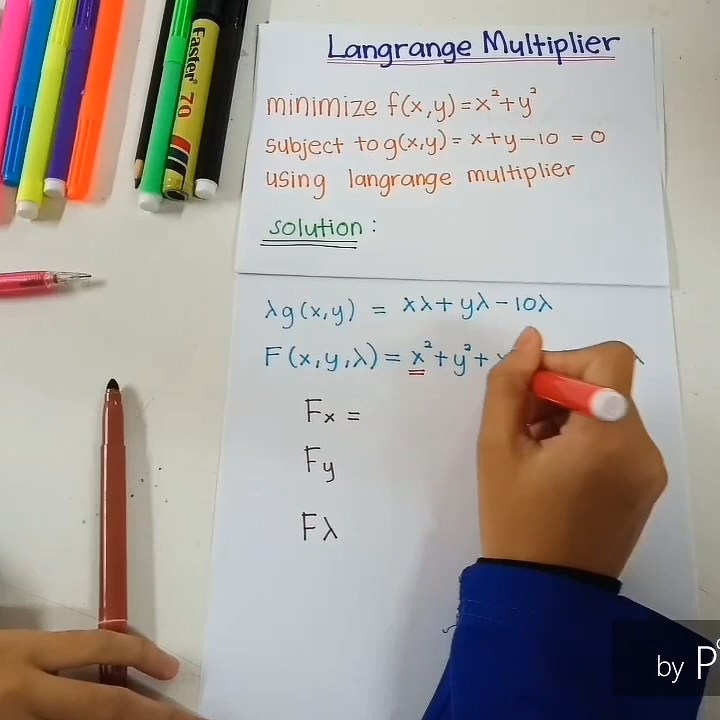 Langrange Multiplier
minimize f(x,y) = x² + y²
subject to g(x,y) = x + y - 10 = 0
using langrange multiplier
solution :
λg(x,y) = xλ + yλ - 10λ
F(x,y,λ) = x² + y² +
Fx =
Fy
Fλ
Faster 70
by